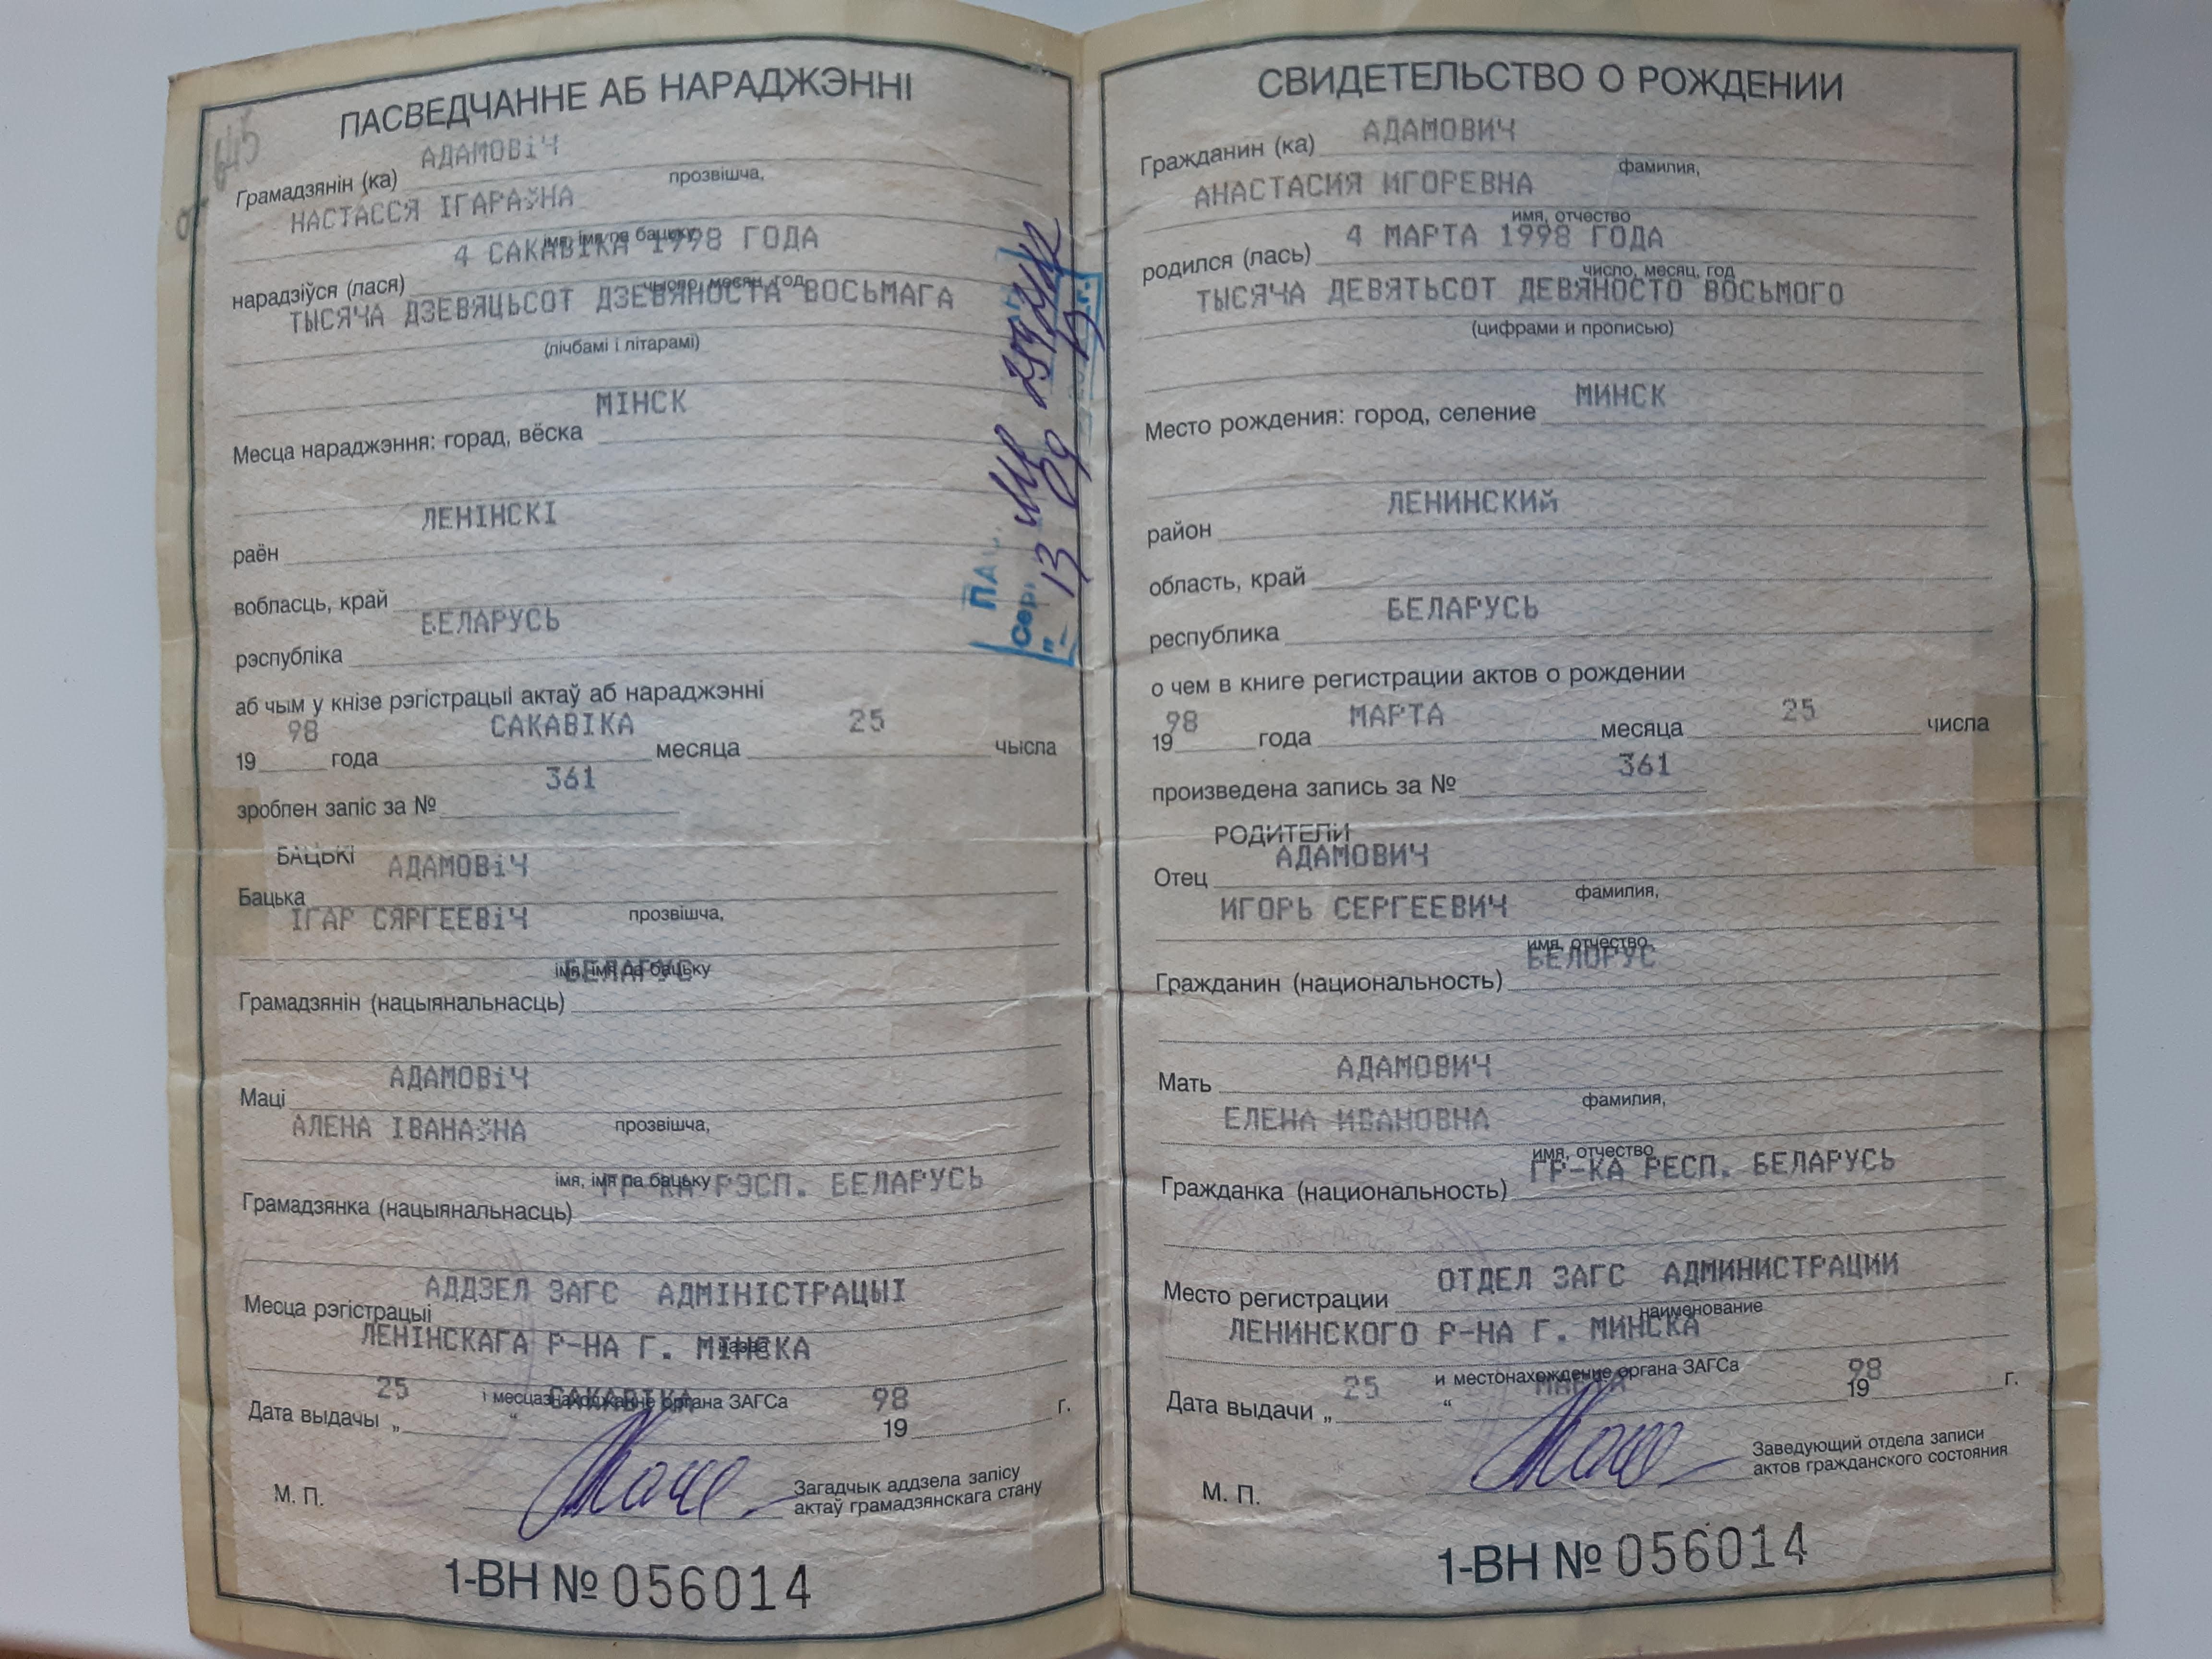 ПАСВЕДЧАННЕ АБ НАРАДЖЭННІ
645
Грамадзянін (ка) АДАМОВіЧ
прозвішча,
НАСТАССЯ ІГАРАЎНА
імя, імя па бацьку
нарадзіўся (лася) 4 САКАВІКА 1998 ГОДА
чысло, месяц, год
ТЫСЯЧА ДЗЕВЯЦЬСОТ ДЗЕВЯНОСТА ВОСЬМАГА
(лічбамі і літарамі)
Месца нараджэння: горад, вёска МІНСК
раён ЛЕНІНСКІ
вобласць, край
рэспубліка БЕЛАРУСЬ
аб чым у кнізе рэгістрацыі актаў аб нараджэнні
19 98 года САКАВІКА месяца 25 чысла
зроблен запіс за № 361
БАЦЬКІ
Бацька АДАМОВіЧ
прозвішча,
ІГАР СЯРГЕЕВіЧ
імя, імя па бацьку
Грамадзянін (нацыянальнасць) БЕЛАРУС
Маці АДАМОВіЧ
прозвішча,
АЛЕНА ІВАНАЎНА
імя, імя па бацьку
Грамадзянка (нацыянальнасць) ГР-КА РЭСП. БЕЛАРУСЬ
Месца рэгістрацыі АДДЗЕЛ ЗАГС АДМІНІСТРАЦЫІ
назва
ЛЕНІНСКАГА Р-НА Г. МІНСКА
і месцазнаходжанне органа ЗАГСа
Дата выдачы „ 25 “ САКАВІКА 19 98 г.
М. П.
Загадчык аддзела запісу
актаў грамадзянскага стану
1-ВН № 056014
СВИДЕТЕЛЬСТВО О РОЖДЕНИИ
Гражданин (ка) АДАМОВИЧ
фамилия,
АНАСТАСИЯ ИГОРЕВНА
имя, отчество
родился (лась) 4 МАРТА 1998 ГОДА
число, месяц, год
ТЫСЯЧА ДЕВЯТЬСОТ ДЕВЯНОСТО ВОСЬМОГО
(цифрами и прописью)
Место рождения: город, селение МИНСК
район ЛЕНИНСКИЙ
область, край
республика БЕЛАРУСЬ
о чем в книге регистрации актов о рождении
19 98 года МАРТА месяца 25 числа
произведена запись за № 361
РОДИТЕЛИ
Отец АДАМОВИЧ
фамилия,
ИГОРЬ СЕРГЕЕВИЧ
имя, отчество
Гражданин (национальность) БЕЛОРУС
Мать АДАМОВИЧ
фамилия,
ЕЛЕНА ИВАНОВНА
имя, отчество
Гражданка (национальность) ГР-КА РЕСП. БЕЛАРУСЬ
Место регистрации ОТДЕЛ ЗАГС АДМИНИСТРАЦИИ
наименование
ЛЕНИНСКОГО Р-НА Г. МИНСКА
и местонахождение органа ЗАГСа
Дата выдачи „ 25 “ МАРТА 19 98 г.
М. П.
Заведующий отдела записи
актов гражданского состояния
1-ВН № 056014